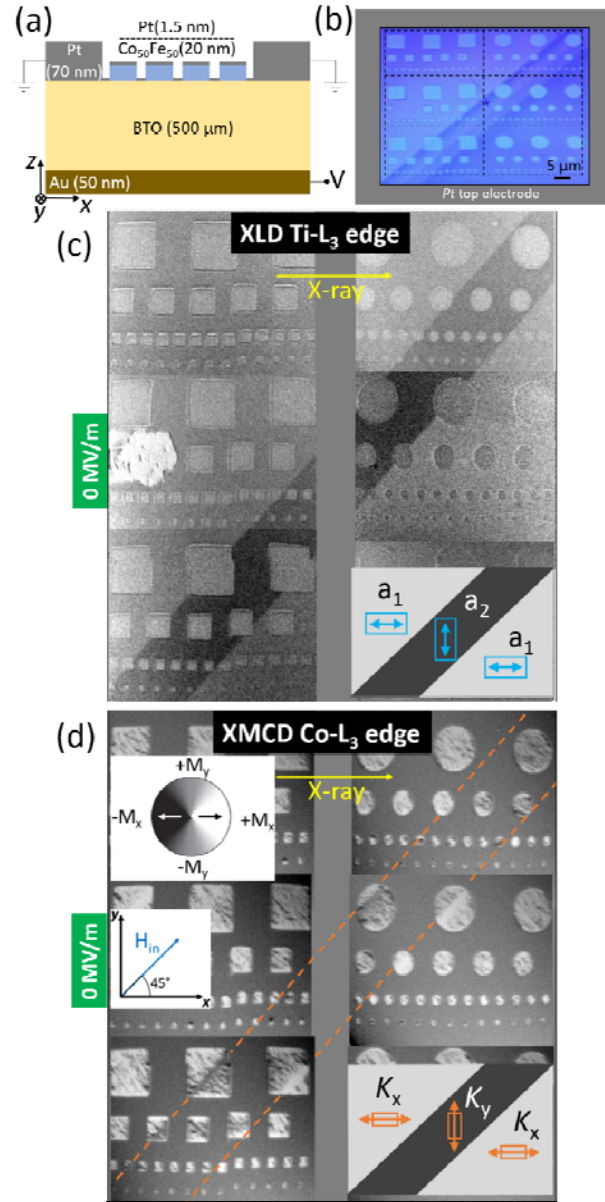 (a)
Pt(1.5 nm)
Pt
(70 nm)
Co50Fe50(20 nm)
BTO (500 μm)
Au (50 nm)
V
z
y
x
(b)
5 μm
Pt top electrode
(c)
XLD Ti-L3 edge
X-ray
0 MV/m
a1
a2
a1
(d)
XMCD Co-L3 edge
X-ray
+My
-Mx
+Mx
-My
0 MV/m
y
Hin
45°
x
Kx
Ky
Kx